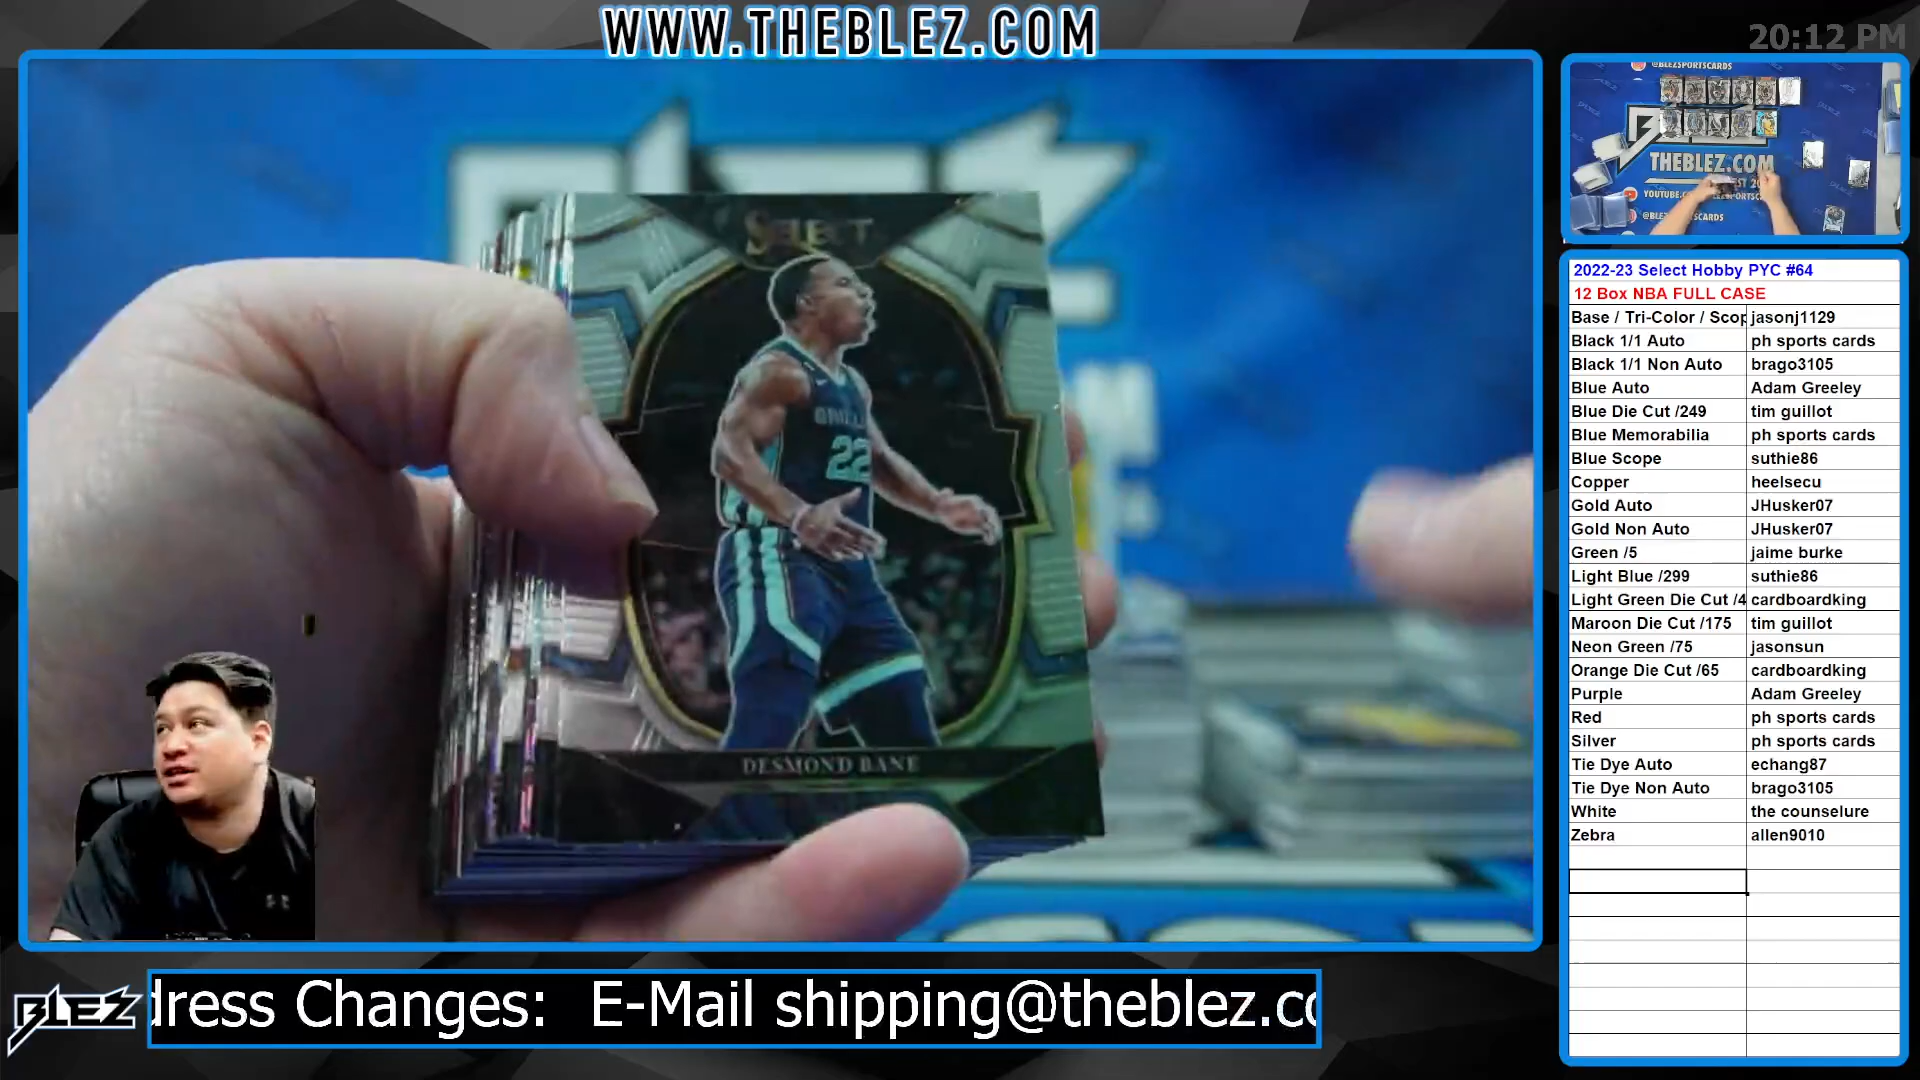 WWW.THEBLEZ.COM
20:12 PM
SELECT
22
DESMOND BANE
@BLEZSPORTSCARDS
THEBLEZ.COM
2022-23 Select Hobby PYC #64
12 Box NBA FULL CASE
Base / Tri-Color / Scop jasonj1129
Black 1/1 Auto ph sports cards
Black 1/1 Non Auto brago3105
Blue Auto Adam Greeley
Blue Die Cut /249 tim guillot
Blue Memorabilia ph sports cards
Blue Scope suthie86
Copper heelsecu
Gold Auto JHusker07
Gold Non Auto JHusker07
Green /5 jaime burke
Light Blue /299 suthie86
Light Green Die Cut /4 cardboardking
Maroon Die Cut /175 tim guillot
Neon Green /75 jasonsun
Orange Die Cut /65 cardboardking
Purple Adam Greeley
Red ph sports cards
Silver ph sports cards
Tie Dye Auto echang87
Tie Dye Non Auto brago3105
White the counselure
Zebra allen9010
BLEZ
dress Changes: E-Mail shipping@theblez.co